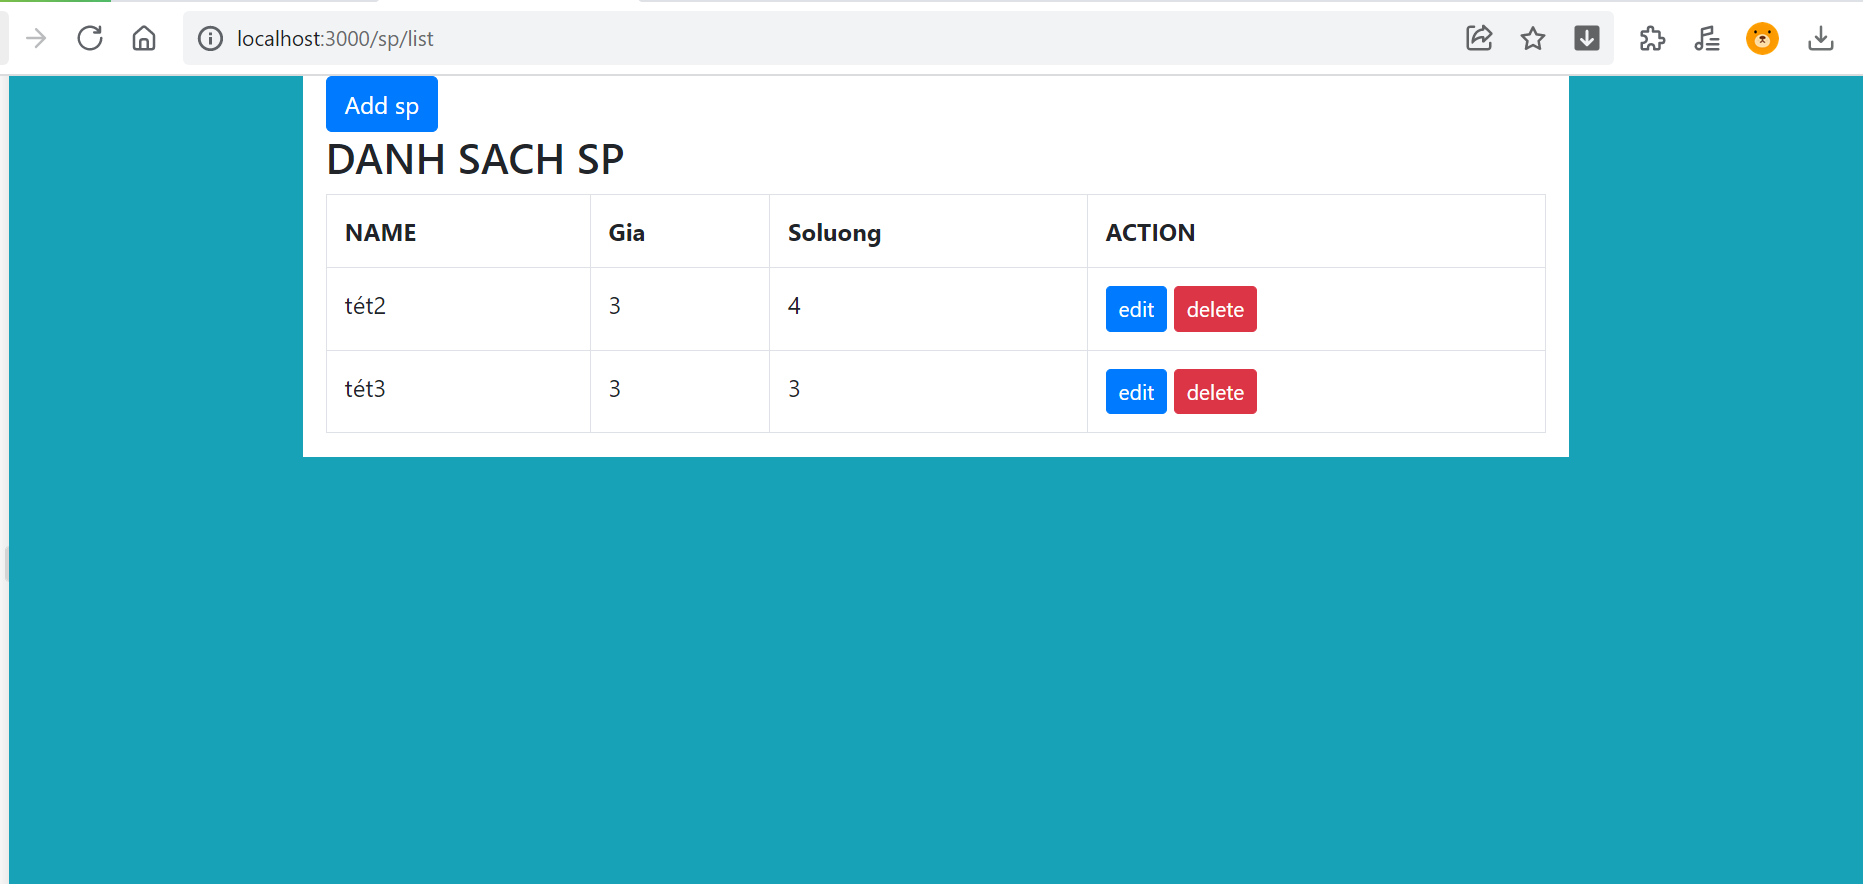 localhost:3000/sp/list
Add sp
DANH SACH SP
NAME Gia Soluong ACTION
tét2 3 4 edit delete
tét3 3 3 edit delete